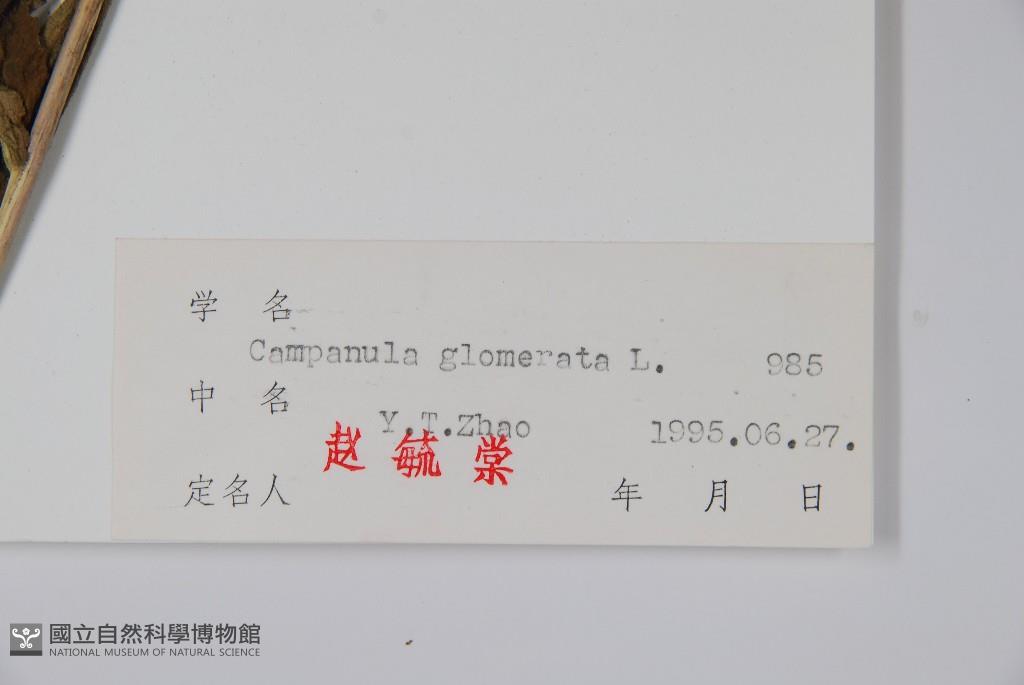 学 名
Campanula glomerata L. 985
中 名
Y.T.Zhao 1995.06.27.
赵 毓 棠
定名人 年 月 日
國立自然科學博物館
NATIONAL MUSEUM OF NATURAL SCIENCE